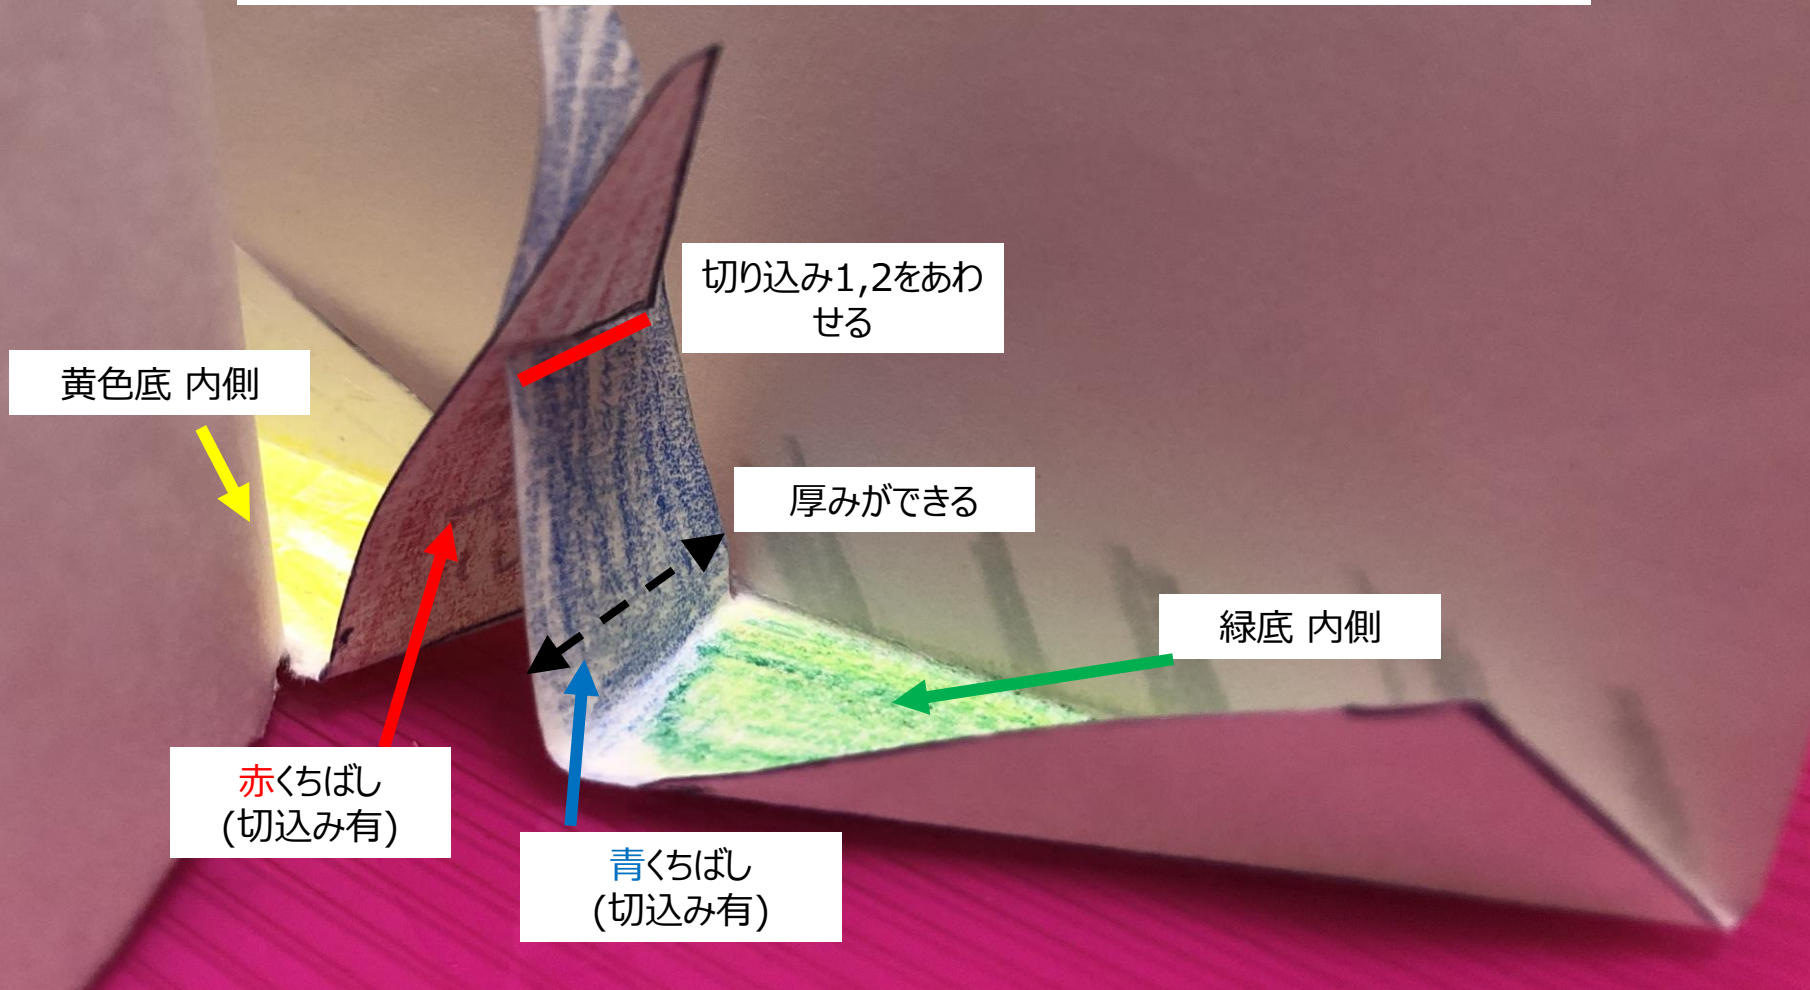 切り込み1,2をあわ
せる
黄色底 内側
厚みができる
緑底 内側
赤くちばし
(切込み有)
青くちばし
(切込み有)